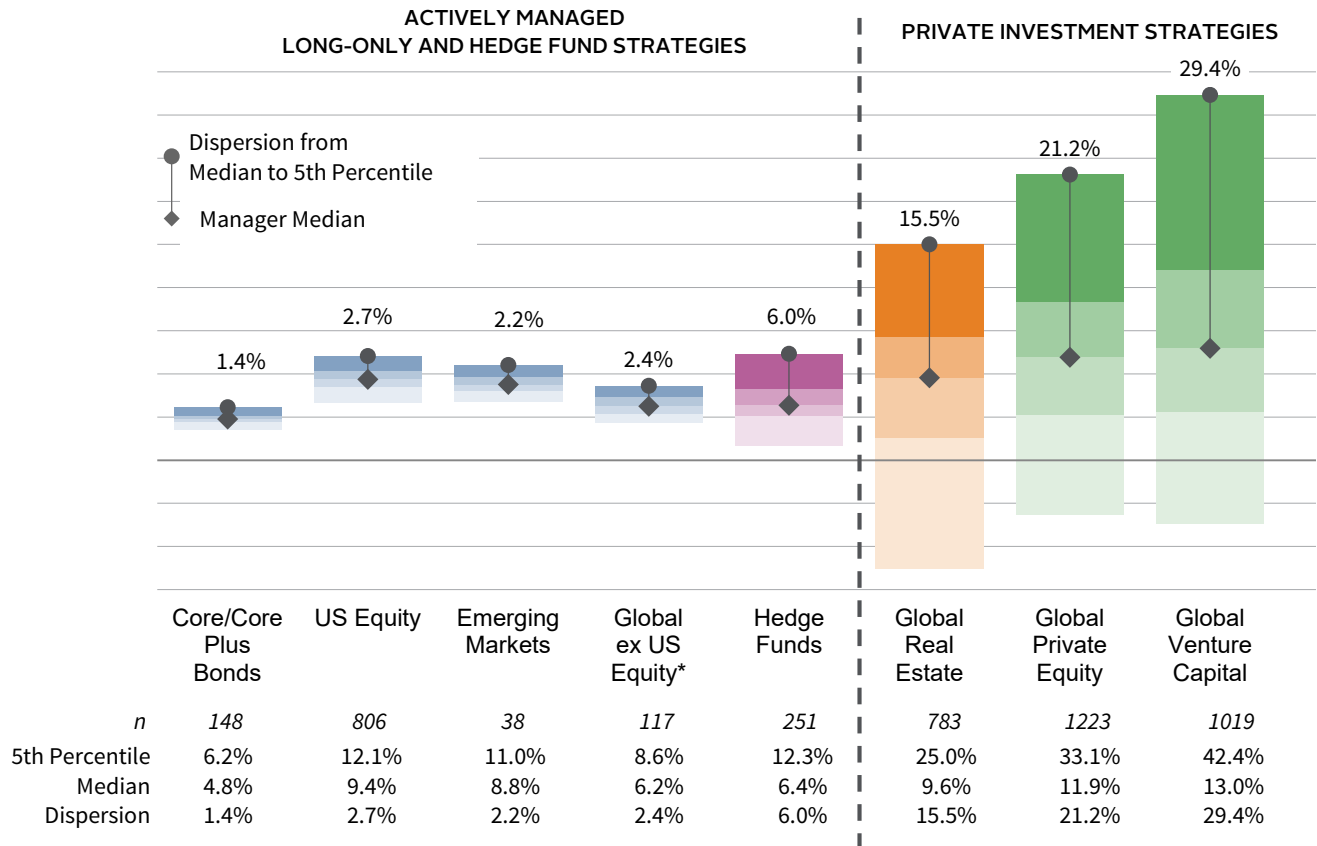 ACTIVELY MANAGED
LONG-ONLY AND HEDGE FUND STRATEGIES
PRIVATE INVESTMENT STRATEGIES
Dispersion from
Median to 5th Percentile
Manager Median
1.4%
2.7%
2.2%
2.4%
6.0%
15.5%
21.2%
29.4%
Core/Core
Plus
Bonds
US Equity
Emerging
Markets
Global
ex US
Equity*
Hedge
Funds
Global
Real
Estate
Global
Private
Equity
Global
Venture
Capital
n 148 806 38 117 251 783 1223 1019
5th Percentile 6.2% 12.1% 11.0% 8.6% 12.3% 25.0% 33.1% 42.4%
Median 4.8% 9.4% 8.8% 6.2% 6.4% 9.6% 11.9% 13.0%
Dispersion 1.4% 2.7% 2.2% 2.4% 6.0% 15.5% 21.2% 29.4%